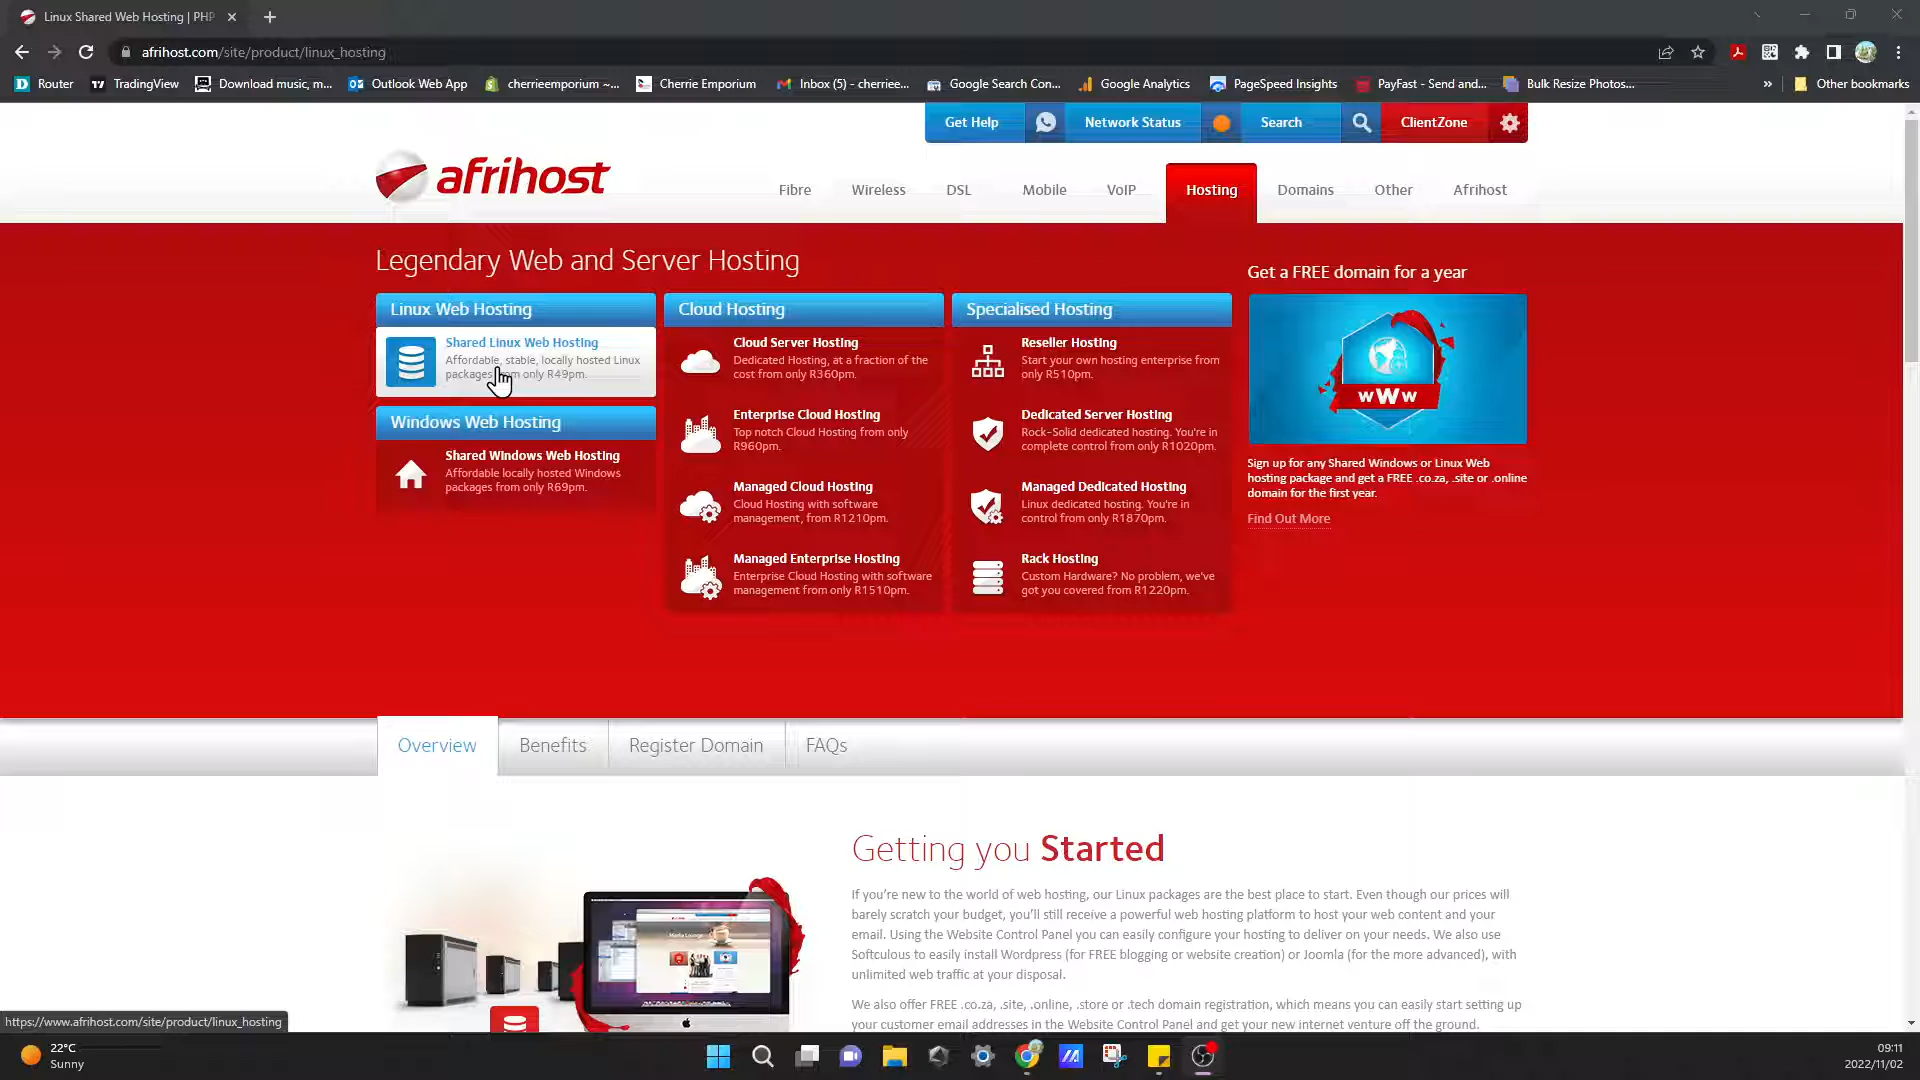 Linux Shared Web Hosting | PHP
afrihost.com/site/product/linux_hosting
Router
TradingView
Download music, m...
Outlook Web App
cherrieemporium ~...
Cherrie Emporium
Inbox (5) - cherriee...
Google Search Con...
Google Analytics
PageSpeed Insights
PayFast - Send and...
Bulk Resize Photos...
»
Other bookmarks
Get Help
Network Status
Search
ClientZone
afrihost
Fibre
Wireless
DSL
Mobile
VoIP
Hosting
Domains
Other
Afrihost
Legendary Web and Server Hosting
Linux Web Hosting
Shared Linux Web Hosting
Affordable, stable, locally hosted Linux
packages from only R49pm.
Windows Web Hosting
Shared Windows Web Hosting
Affordable locally hosted Windows
packages from only R69pm.
Cloud Hosting
Cloud Server Hosting
Dedicated Hosting, at a fraction of the
cost from only R360pm.
Enterprise Cloud Hosting
Top notch Cloud Hosting from only
R960pm.
Managed Cloud Hosting
Cloud Hosting with software
management, from R1210pm.
Managed Enterprise Hosting
Enterprise Cloud Hosting with software
management from only R1510pm.
Specialised Hosting
Reseller Hosting
Start your own hosting enterprise from
only R510pm.
Dedicated Server Hosting
Rock-Solid dedicated hosting. You're in
complete control from only R1020pm.
Managed Dedicated Hosting
Linux dedicated hosting. You're in
control from only R1870pm.
Rack Hosting
Custom Hardware? No problem, we've
got you covered from R1220pm.
Get a FREE domain for a year
wWw
Sign up for any Shared Windows or Linux Web
hosting package and get a FREE .co.za, .site or .online
domain for the first year.
Find Out More
Overview
Benefits
Register Domain
FAQs
Getting you Started
If you're new to the world of web hosting, our Linux packages are the best place to start. Even though our prices will
barely scratch your budget, you'll still receive a powerful web hosting platform to host your web content and your
email. Using the Website Control Panel you can easily configure your hosting to deliver on your needs. We also use
Softculous to easily install Wordpress (for FREE blogging or website creation) or Joomla (for the more advanced), with
unlimited web traffic at your disposal.
We also offer FREE .co.za, .site, .online, .store or .tech domain registration, which means you can easily start setting up
your customer email addresses in the Website Control Panel and get your new internet venture off the ground.
https://www.afrihost.com/site/product/linux_hosting
22°C
Sunny
09:11
2022/11/02